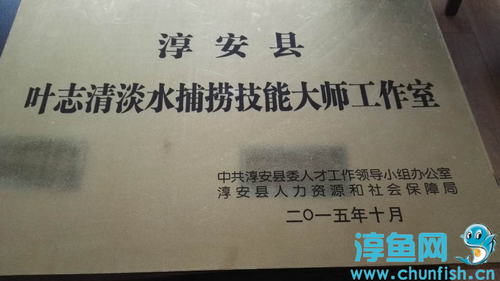 淳安县
叶志清淡水捕捞技能大师工作室
中共淳安县委人才工作领导小组办公室
淳安县人力资源和社会保障局
二〇一五年十月
淳鱼网
www.chunfish.cn